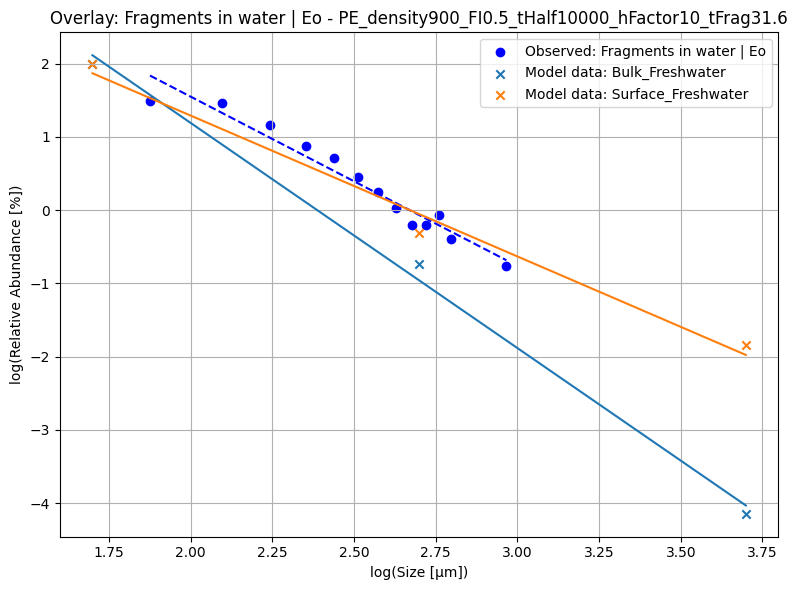 Overlay: Fragments in water | Eo - PE_density900_FI0.5_tHalf10000_hFactor10_tFrag31.6
Observed: Fragments in water | Eo
Model data: Bulk_Freshwater
Model data: Surface_Freshwater
log(Relative Abundance [%])
2
1
0
−1
−2
−3
−4
1.75
2.00
2.25
2.50
2.75
3.00
3.25
3.50
3.75
log(Size [μm])